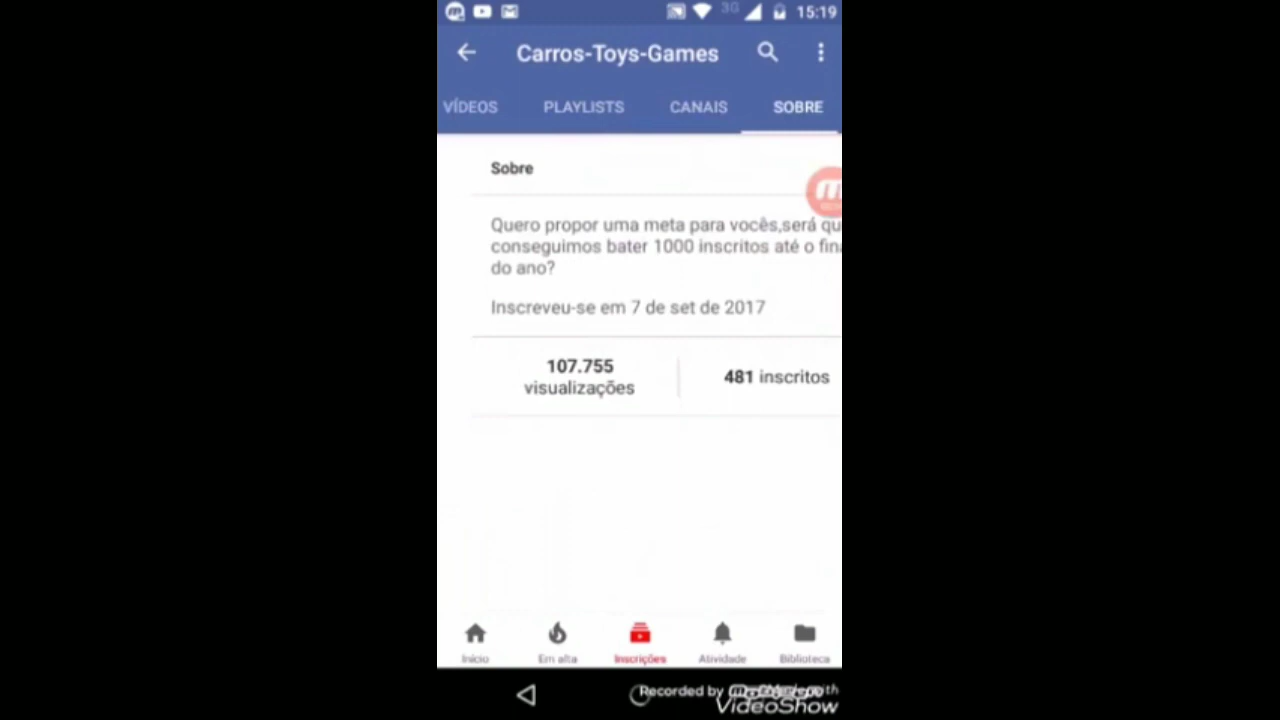 3G 15:19
Carros-Toys-Games
VÍDEOS PLAYLISTS CANAIS SOBRE
Sobre
Quero propor uma meta para vocês,será qu
conseguimos bater 1000 inscritos até o fin
do ano?
Inscreveu-se em 7 de set de 2017
107.755
visualizações
481 inscritos
Início Em alta Inscrições Atividade Biblioteca
Recorded by
VideoShow